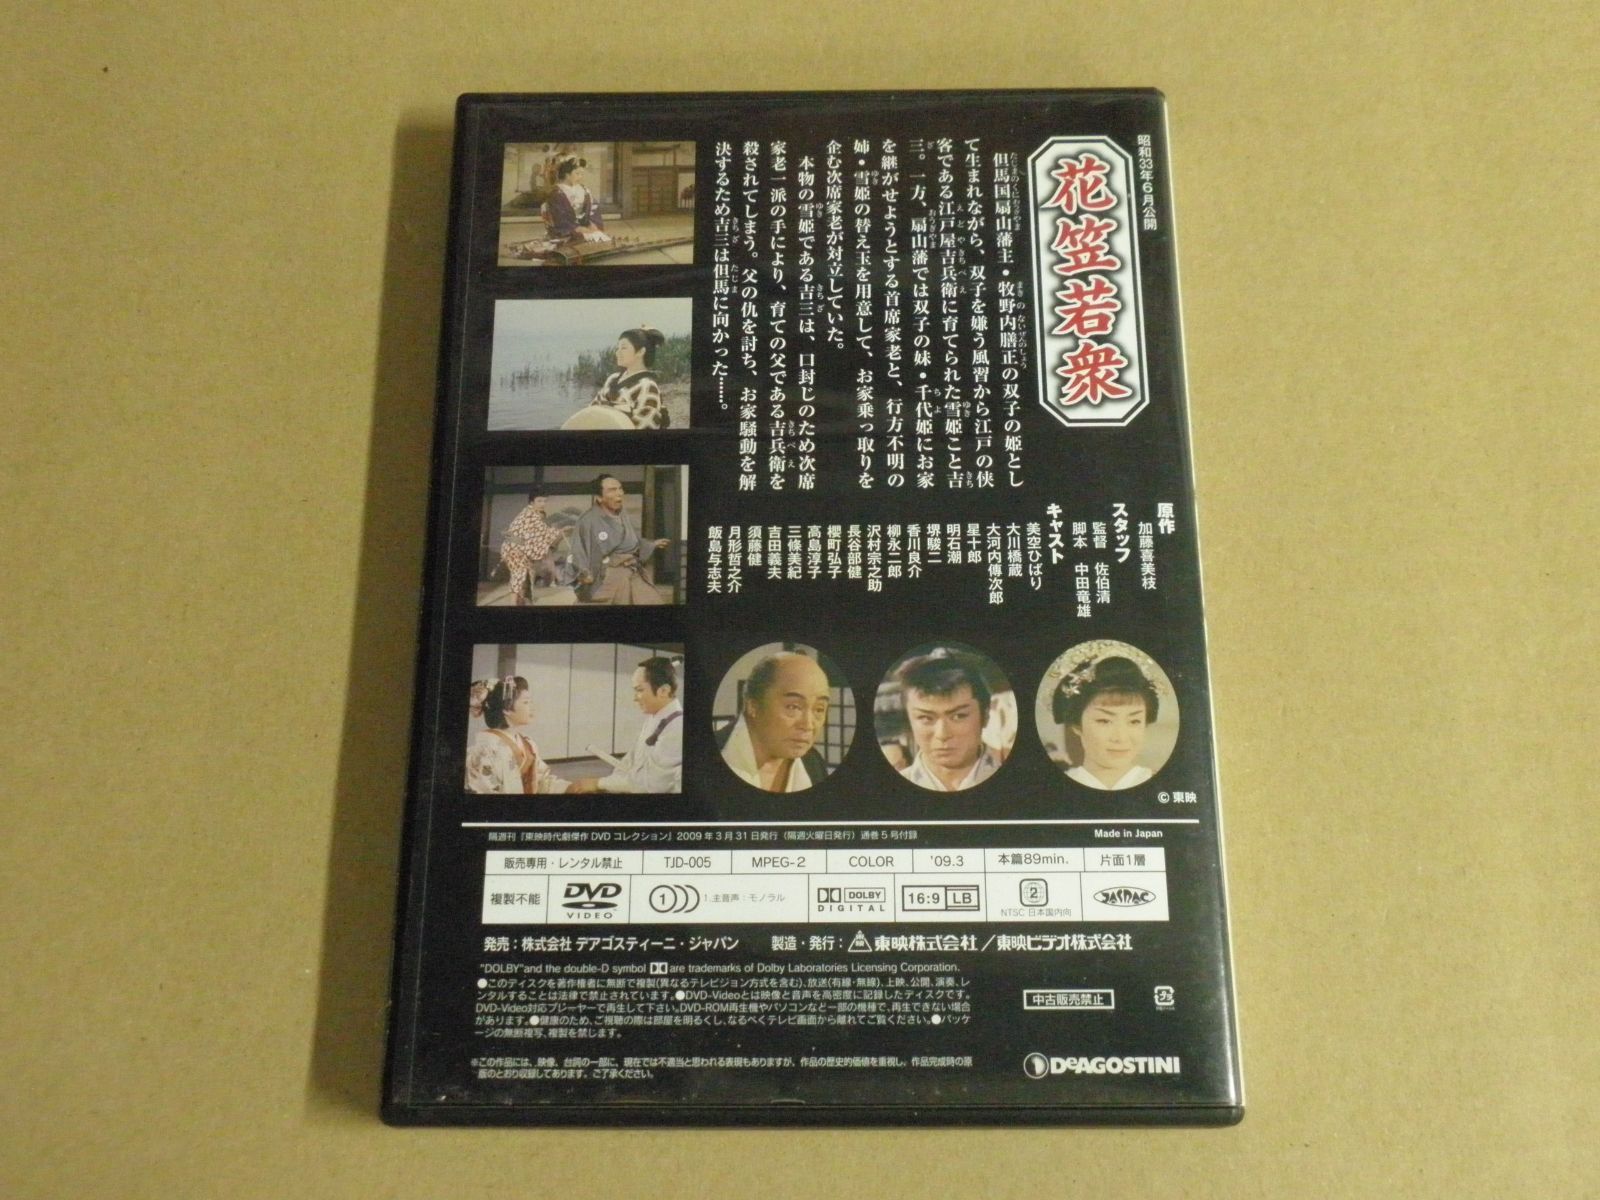 昭和33年6月公開
花笠若衆
但馬国扇山藩主・牧野内膳正の双子の姫とし
て生まれながら、双子を嫌う風習から江戸の侠
客である江戸屋吉兵衛に育てられた雪姫こと吉
三。一方、扇山藩では双子の妹・千代姫にお家
を継がせようとする首席家老と、行方不明の
姉・雪姫の替え玉を用意して、お家乗っ取りを
企む次席家老が対立していた。
本物の雪姫である吉三は、口封じのため次席
家老一派の手により、育ての父である吉兵衛を
殺されてしまう。父の仇を討ち、お家騒動を解
決するため吉三は但馬に向かった……。
原作
加藤喜美枝
スタッフ
監督 佐伯清
脚本 中田竜雄
キャスト
美空ひばり
大川橋蔵
大河内傳次郎
星十郎
明石潮
堺駿二
香川良介
柳永二郎
沢村宗之助
長谷部健
櫻町弘子
高島淳子
三條美紀
吉田義夫
須藤健
月形哲之介
飯島与志夫
© 東映
隔週刊『東映時代劇傑作DVDコレクション』2009年3月31日発行（隔週火曜日発行）通巻5号付録
Made in Japan
販売専用・レンタル禁止 TJD-005 MPEG-2 COLOR '09.3 本篇89min. 片面1層
複製不能 DVD VIDEO 1 1.主音声：モノラル DOLBY DIGITAL 16:9 LB 2 NTSC 日本国内向 JASRAC
発売：株式会社 デアゴスティーニ・ジャパン 製造・発行：東映株式会社／東映ビデオ株式会社
"DOLBY"and the double-D symbol are trademarks of Dolby Laboratories Licensing Corporation.
●このディスクを著作権者に無断で複製(異なるテレビジョン方式を含む)、放送(有線・無線)、上映、公開、演奏、レ
ンタルすることは法律で禁止されています。●DVD-Videoとは映像と音声を高密度に記録したディスクです。
DVD-Video対応プレーヤーで再生して下さい。DVD-ROM再生機やパソコンなど一部の機種で、再生できない場合
があります。●健康のため、ご視聴の際は部屋を明るくし、なるべくテレビ画面から離れてご覧ください。●パッケ
ージの無断複写、複製を禁じます。
中古販売禁止
※この作品には、映像、台詞の一部に、現在では不適当と思われる表現もありますが、作品の歴史的価値を重視し、作品完成時の原
版のとおり収録してあります。ご了承ください。
DeAGOSTINI